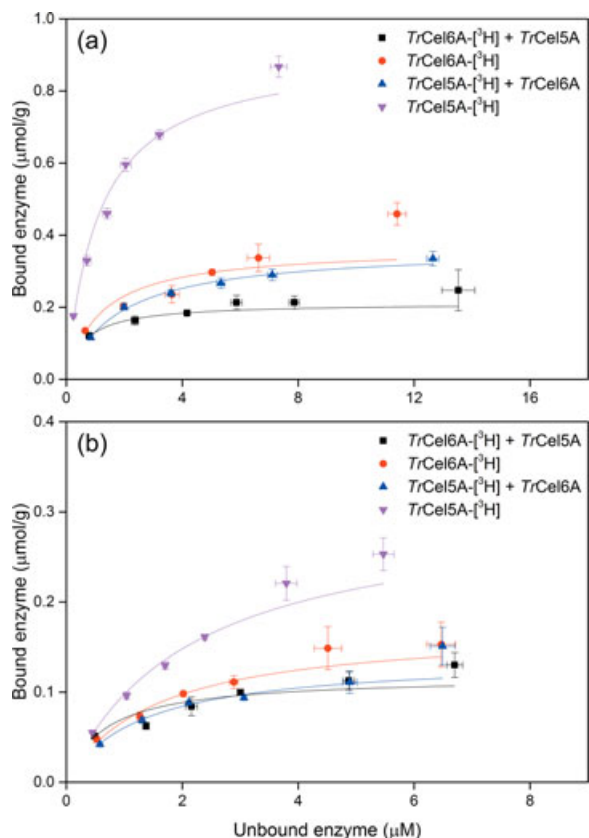 (a)
TrCel6A-[³H] + TrCel5A
TrCel6A-[³H]
TrCel5A-[³H] + TrCel6A
TrCel5A-[³H]
Bound enzyme (μmol/g)
1.0
0.8
0.6
0.4
0.2
0.0
0 4 8 12 16
(b)
TrCel6A-[³H] + TrCel5A
TrCel6A-[³H]
TrCel5A-[³H] + TrCel6A
TrCel5A-[³H]
Bound enzyme (μmol/g)
0.4
0.3
0.2
0.1
0.0
0 2 4 6 8
Unbound enzyme (μM)